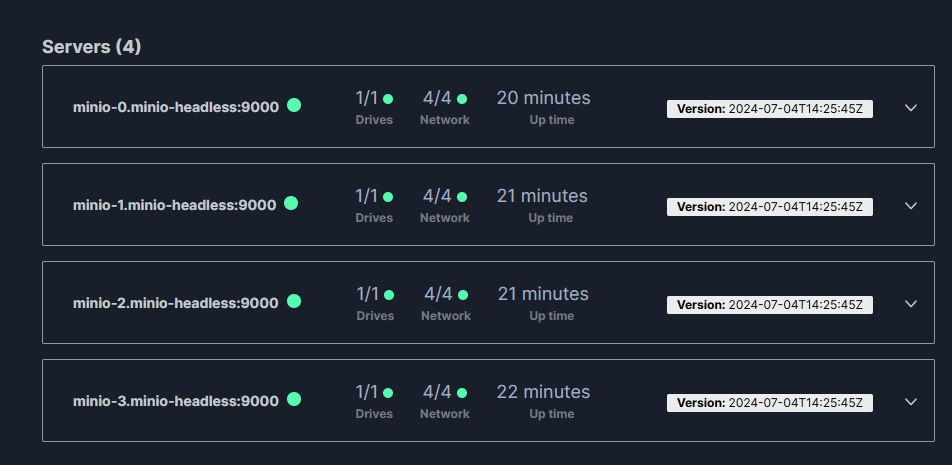 Servers (4)
minio-0.minio-headless:9000 1/1 4/4 20 minutes Version: 2024-07-04T14:25:45Z
Drives Network Up time
minio-1.minio-headless:9000 1/1 4/4 21 minutes Version: 2024-07-04T14:25:45Z
Drives Network Up time
minio-2.minio-headless:9000 1/1 4/4 21 minutes Version: 2024-07-04T14:25:45Z
Drives Network Up time
minio-3.minio-headless:9000 1/1 4/4 22 minutes Version: 2024-07-04T14:25:45Z
Drives Network Up time